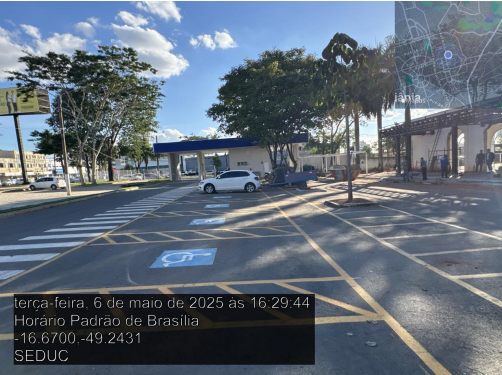 ânia
terça-feira, 6 de maio de 2025 às 16:29:44
Horário Padrão de Brasília
-16.6700,-49.2431
SEDUC